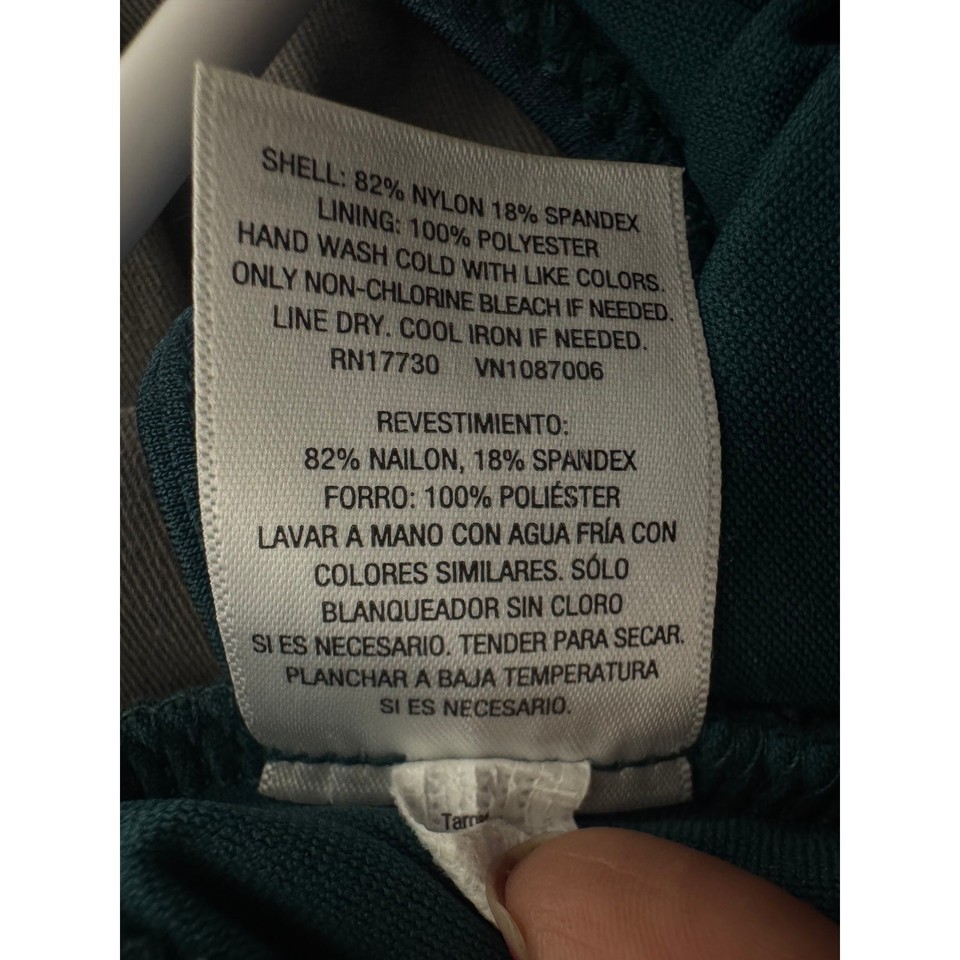 SHELL: 82% NYLON 18% SPANDEX
LINING: 100% POLYESTER
HAND WASH COLD WITH LIKE COLORS.
ONLY NON-CHLORINE BLEACH IF NEEDED.
LINE DRY. COOL IRON IF NEEDED.
RN17730 VN1087006
REVESTIMIENTO:
82% NAILON, 18% SPANDEX
FORRO: 100% POLIÉSTER
LAVAR A MANO CON AGUA FRÍA CON
COLORES SIMILARES. SÓLO
BLANQUEADOR SIN CLORO
SI ES NECESARIO. TENDER PARA SECAR.
PLANCHAR A BAJA TEMPERATURA
SI ES NECESARIO.